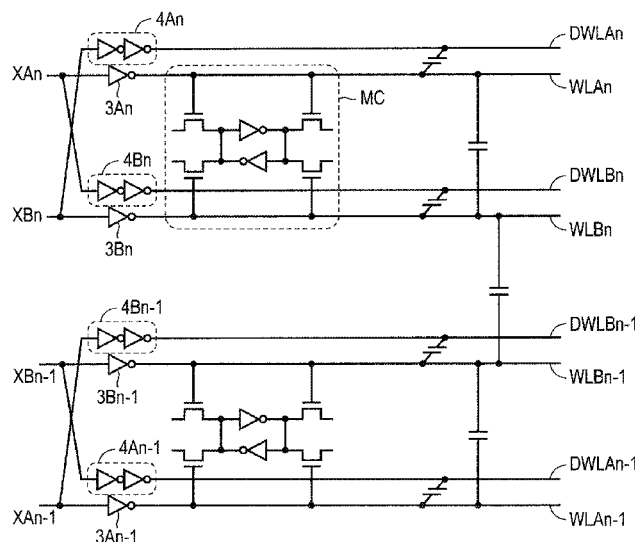 4An
DWLAn
XAn
WLAn
3An
MC
4Bn
DWLBn
XBn
WLBn
3Bn
4Bn-1
DWLBn-1
XBn-1
WLBn-1
3Bn-1
4An-1
DWLAn-1
XAn-1
WLAn-1
3An-1